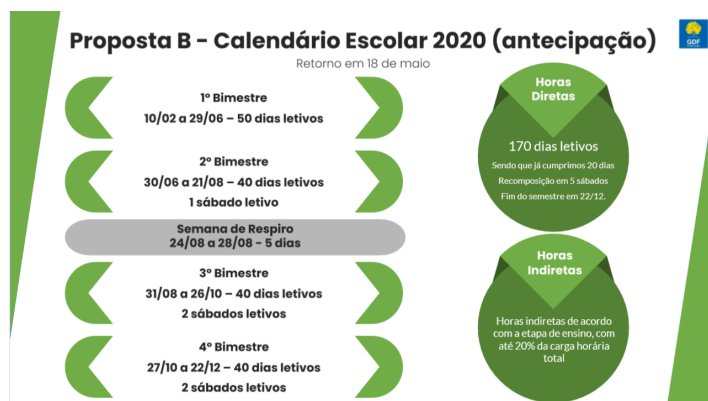 Proposta B - Calendário Escolar 2020 (antecipação)
GDF
Retorno em 18 de maio
1º Bimestre
10/02 a 29/06 – 50 dias letivos
2º Bimestre
30/06 a 21/08 – 40 dias letivos
1 sábado letivo
Semana de Respiro
24/08 a 28/08 - 5 dias
3º Bimestre
31/08 a 26/10 – 40 dias letivos
2 sábados letivos
4º Bimestre
27/10 a 22/12 – 40 dias letivos
2 sábados letivos
Horas
Diretas
170 dias letivos
Sendo que já cumprimos 20 dias
Recomposição em 5 sábados
Fim do semestre em 22/12.
Horas
Indiretas
Horas indiretas de acordo
com a etapa de ensino, com
até 20% da carga horária
total